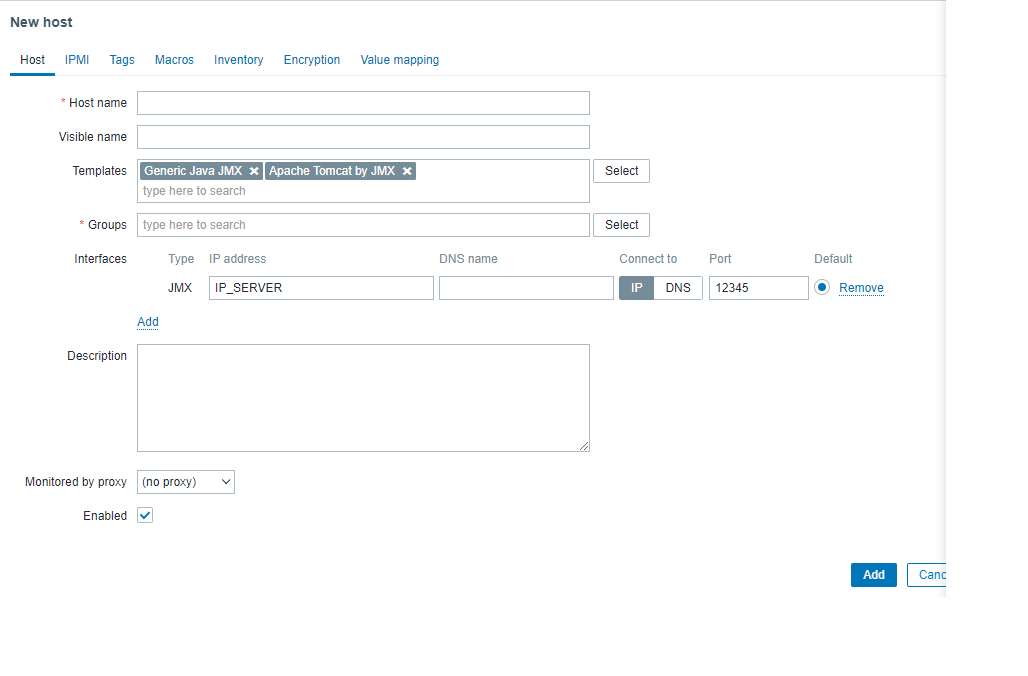 New host
Host IPMI Tags Macros Inventory Encryption Value mapping
* Host name
Visible name
Templates Generic Java JMX Apache Tomcat by JMX Select
type here to search
* Groups type here to search Select
Interfaces Type IP address DNS name Connect to Port Default
JMX IP_SERVER IP DNS 12345 Remove
Add
Description
Monitored by proxy (no proxy)
Enabled
Add Canc